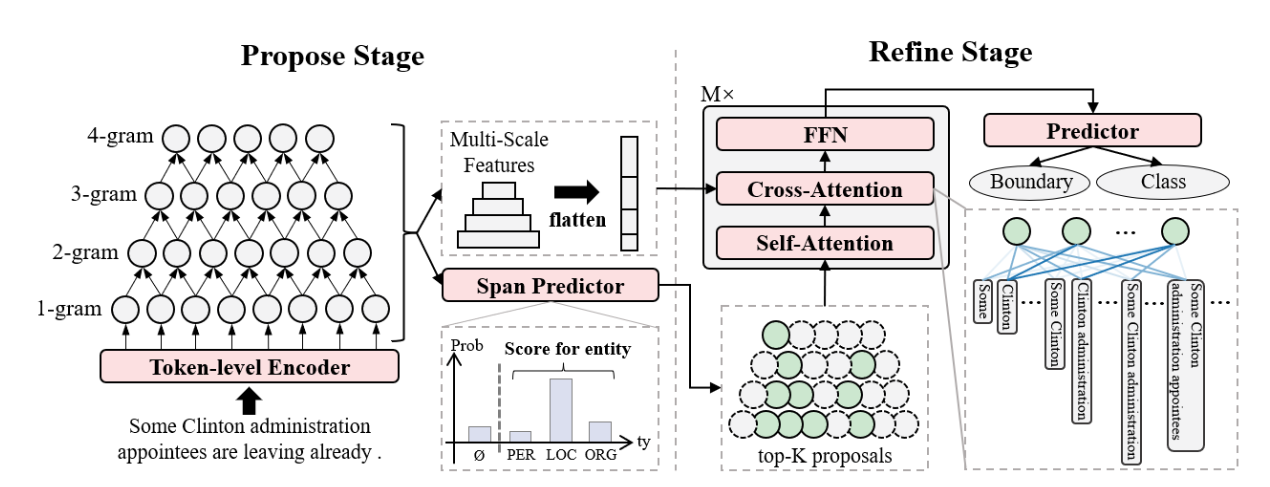 Propose Stage
Refine Stage
4-gram
3-gram
2-gram
1-gram
Token-level Encoder
Some Clinton administration
appointees are leaving already .
Multi-Scale
Features
flatten
Span Predictor
Prob
Score for entity
Ø
PER
LOC
ORG
ty
M×
FFN
Cross-Attention
Self-Attention
top-K proposals
Predictor
Boundary
Class
...
Some
Clinton
...
Some Clinton
Clinton administration
...
Some Clinton administration
...
Some Clinton
administration appointees
...